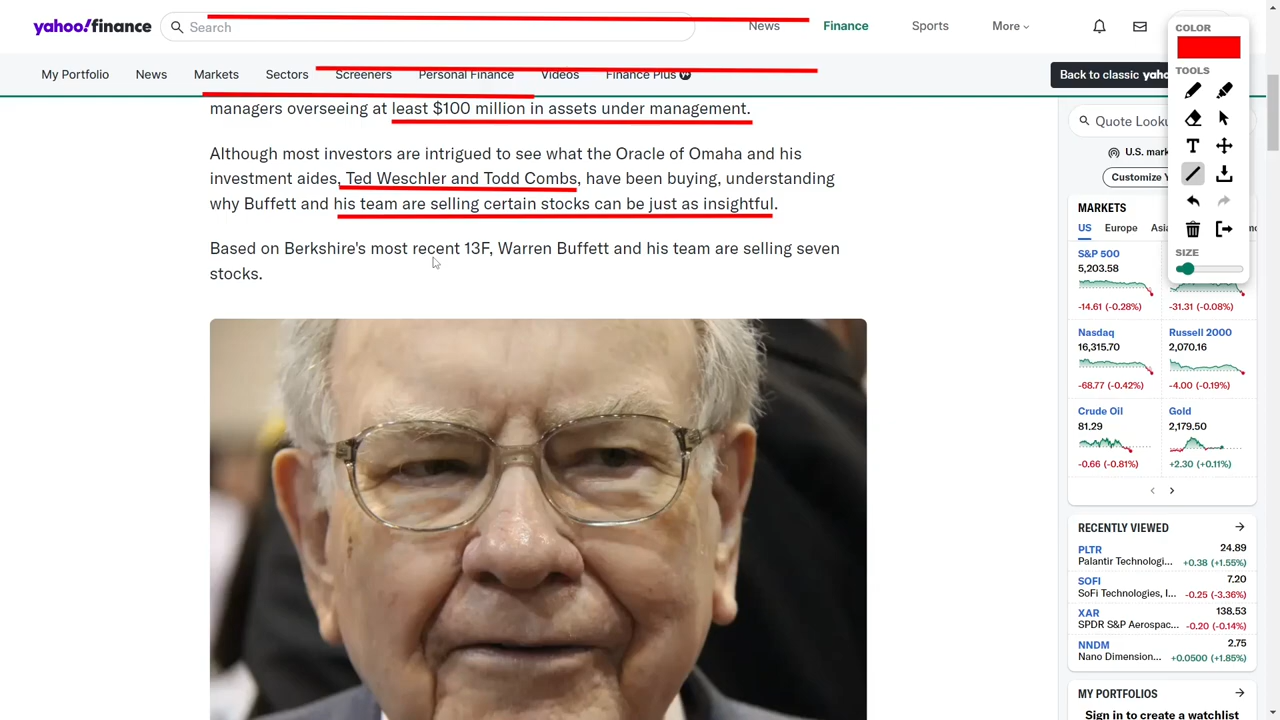 yahoo!finance
Search
News
Finance
Sports
More
My Portfolio
News
Markets
Sectors
Screeners
Personal Finance
Videos
Finance Plus
Back to classic
managers overseeing at least $100 million in assets under management.
Although most investors are intrigued to see what the Oracle of Omaha and his
investment aides, Ted Weschler and Todd Combs, have been buying, understanding
why Buffett and his team are selling certain stocks can be just as insightful.
Based on Berkshire's most recent 13F, Warren Buffett and his team are selling seven
stocks.
COLOR
TOOLS
T
SIZE
Quote Looku
U.S. mark
Customize Y
MARKETS
US Europe Asia
S&P 500
5,203.58
-14.61 (-0.28%)
-31.31 (-0.08%)
Nasdaq
16,315.70
-68.77 (-0.42%)
Russell 2000
2,070.16
-4.00 (-0.19%)
Crude Oil
81.29
-0.66 (-0.81%)
Gold
2,179.50
+2.30 (+0.11%)
RECENTLY VIEWED
PLTR 24.89
Palantir Technologi... +0.38 (+1.55%)
SOFI 7.20
SoFi Technologies, I... -0.25 (-3.36%)
XAR 138.53
SPDR S&P Aerospac... -0.20 (-0.14%)
NNDM 2.75
Nano Dimension... +0.0500 (+1.85%)
MY PORTFOLIOS
Sign in to create a watchlist